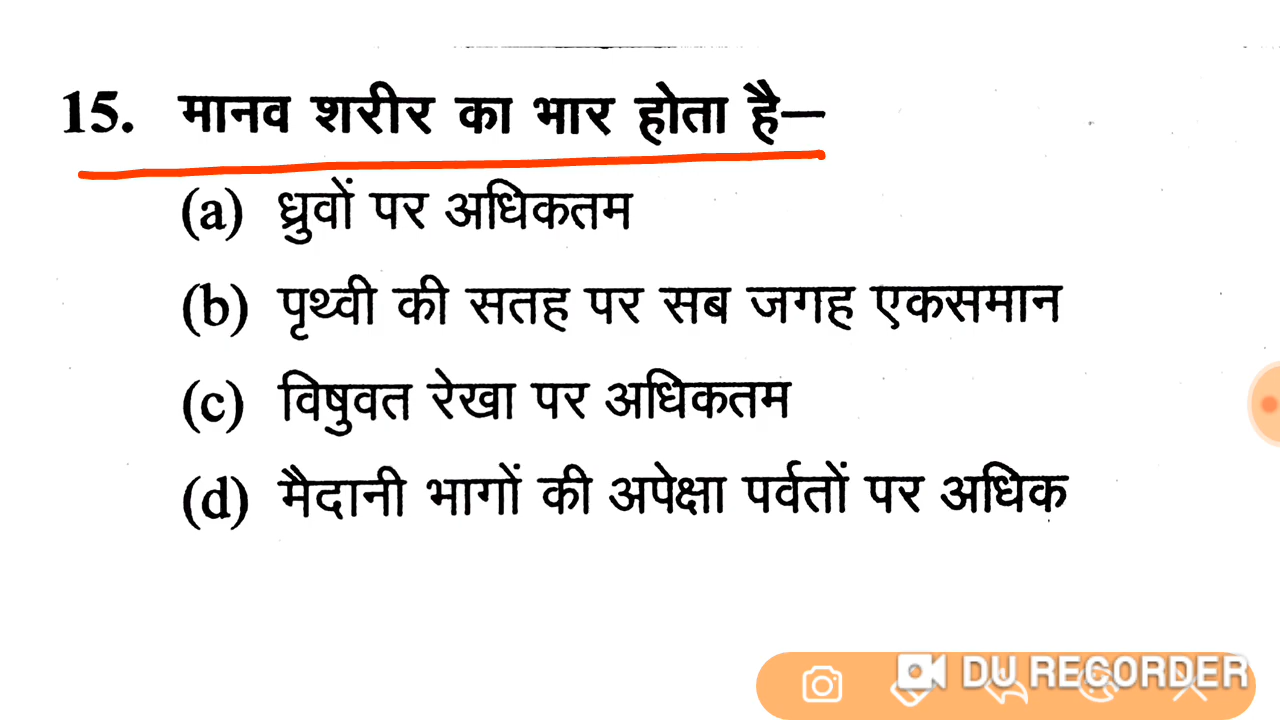 15. मानव शरीर का भार होता है–
(a) ध्रुवों पर अधिकतम
(b) पृथ्वी की सतह पर सब जगह एकसमान
(c) विषुवत रेखा पर अधिकतम
(d) मैदानी भागों की अपेक्षा पर्वतों पर अधिक
DU RECORDER